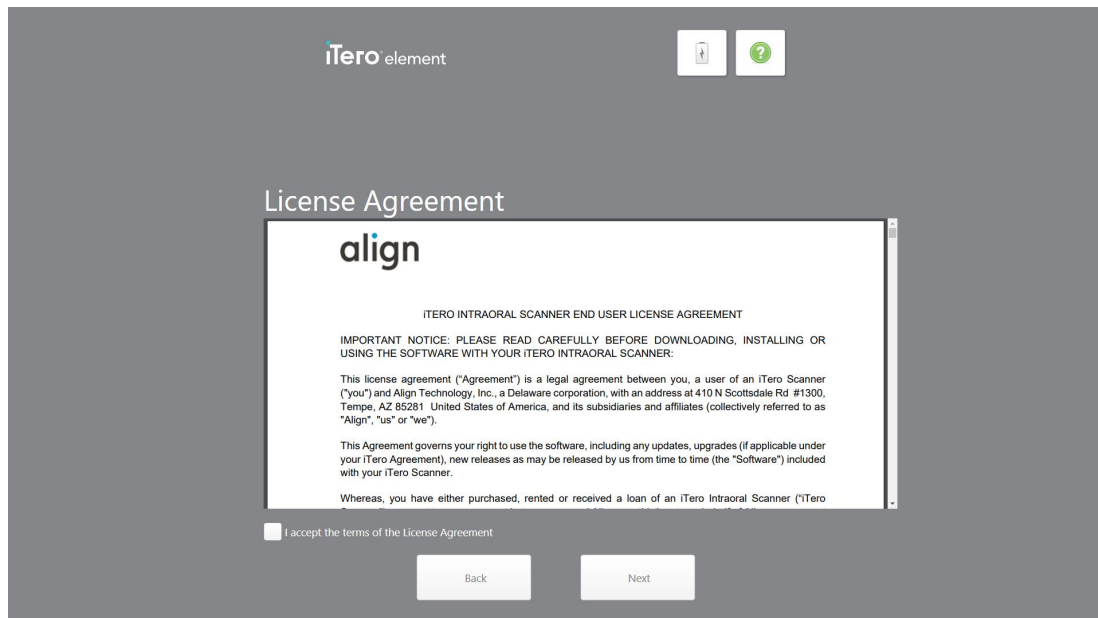 iTero element
?
License Agreement
align
iTERO INTRAORAL SCANNER END USER LICENSE AGREEMENT
IMPORTANT NOTICE: PLEASE READ CAREFULLY BEFORE DOWNLOADING, INSTALLING OR
USING THE SOFTWARE WITH YOUR iTERO INTRAORAL SCANNER:
This license agreement ("Agreement") is a legal agreement between you, a user of an iTero Scanner
("you") and Align Technology, Inc., a Delaware corporation, with an address at 410 N Scottsdale Rd #1300,
Tempe, AZ 85281 United States of America, and its subsidiaries and affiliates (collectively referred to as
"Align", "us" or "we").
This Agreement governs your right to use the software, including any updates, upgrades (if applicable under
your iTero Agreement), new releases as may be released by us from time to time (the "Software") included
with your iTero Scanner.
Whereas, you have either purchased, rented or received a loan of an iTero Intraoral Scanner ("iTero
I accept the terms of the License Agreement
Back
Next